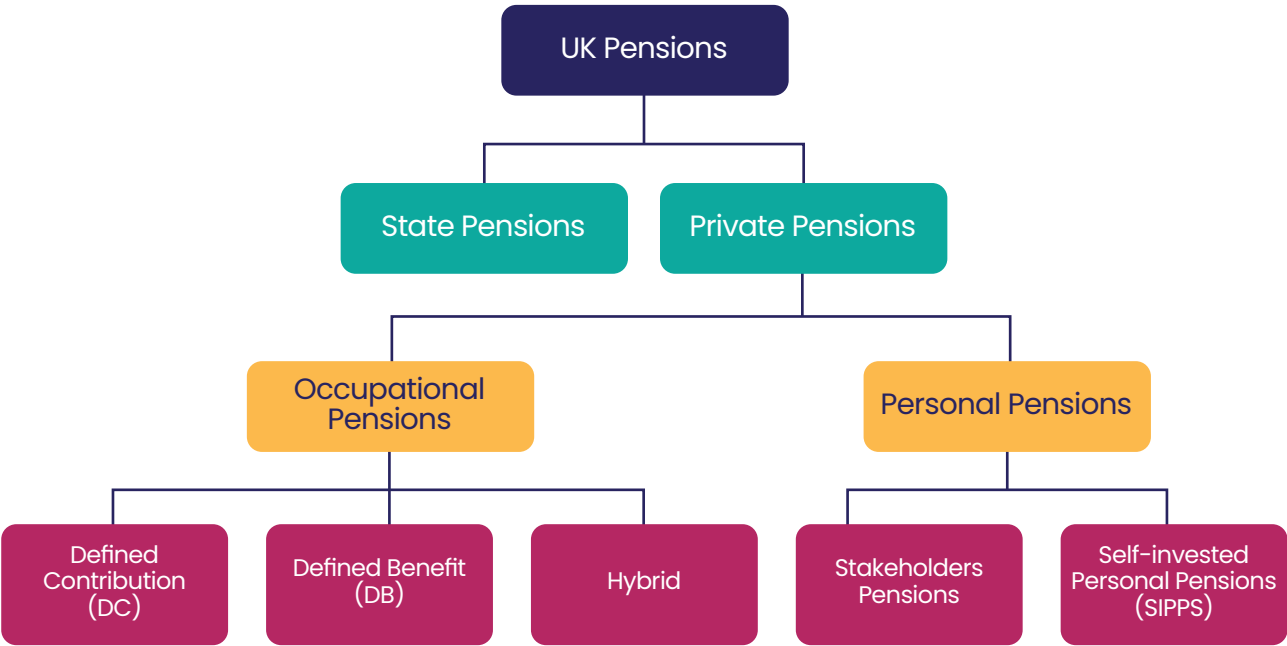 UK Pensions
State Pensions
Private Pensions
Occupational
Pensions
Personal Pensions
Defined
Contribution
(DC)
Defined Benefit
(DB)
Hybrid
Stakeholders
Pensions
Self-invested
Personal Pensions
(SIPPS)